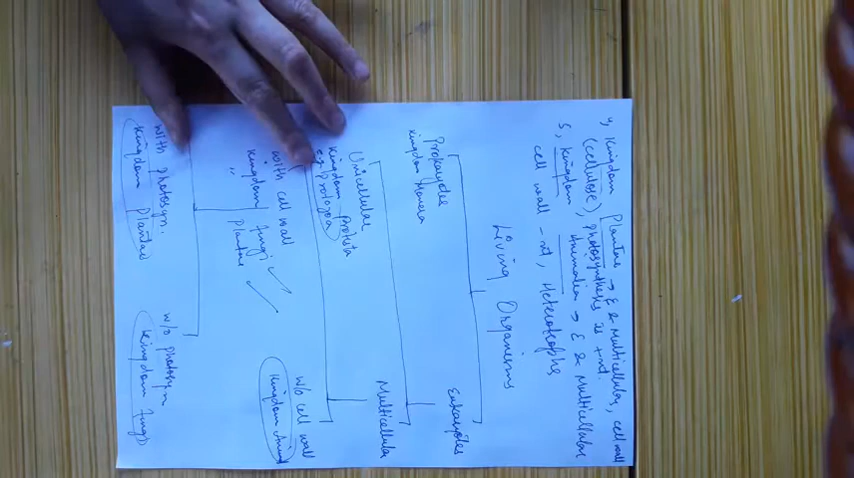 4, Kingdom Plantae → E & Multicellular, cell wall
(cellulose), photosynthesis is +nt.
5, Kingdom Animalia → E & Multicellular
cell wall -nt, Heterotrophs
Living Organisms
Prokaryotic
Kingdom Monera
Eukaryotes
Unicellular
Kingdom Protista
eg. protozoa
Multicellular
with cell wall
Kingdom Fungi
" Plantae
w/o cell wall
Kingdom
with photosyn.
Kingdom Plantae
w/o photosyn
Kingdom Fungi